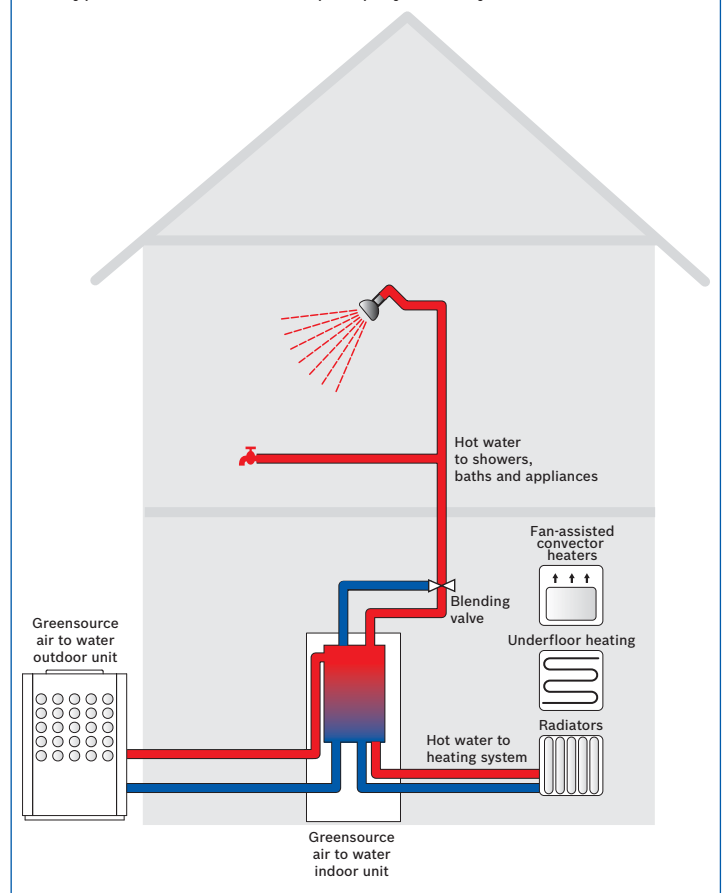 Hot water
to showers,
baths and appliances
Fan-assisted
convector
heaters
Blending
valve
Greensource
air to water
outdoor unit
Underfloor heating
Radiators
Hot water to
heating system
Greensource
air to water
indoor unit